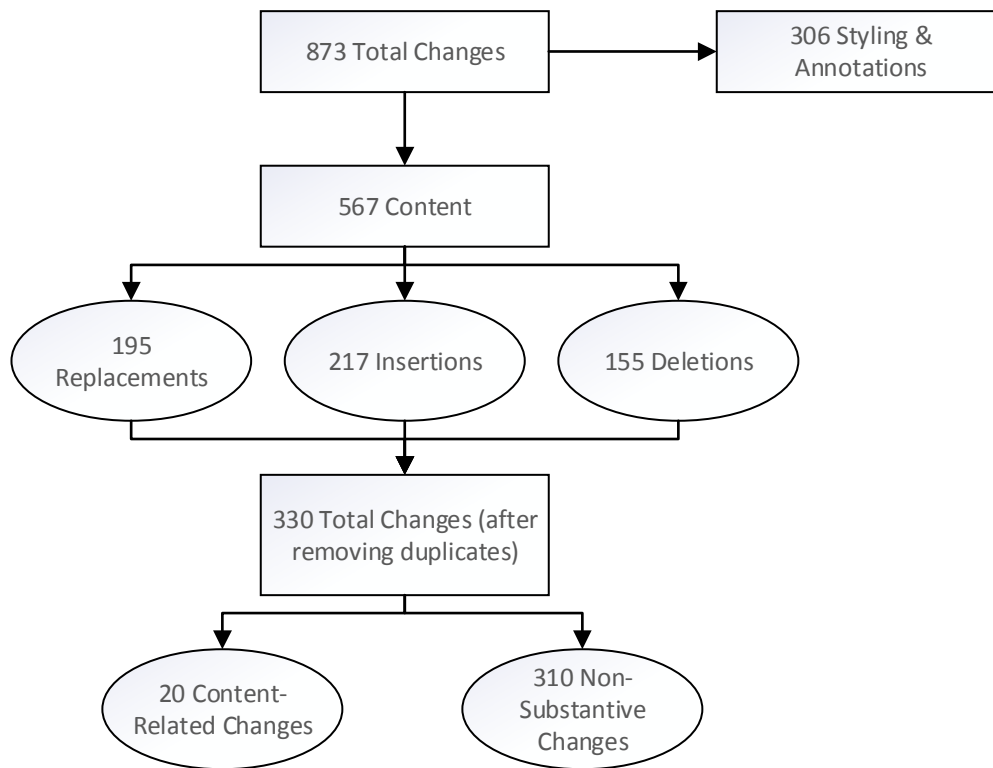 873 Total Changes
306 Styling &
Annotations
567 Content
195
Replacements
217 Insertions
155 Deletions
330 Total Changes (after
removing duplicates)
20 Content-
Related Changes
310 Non-
Substantive
Changes